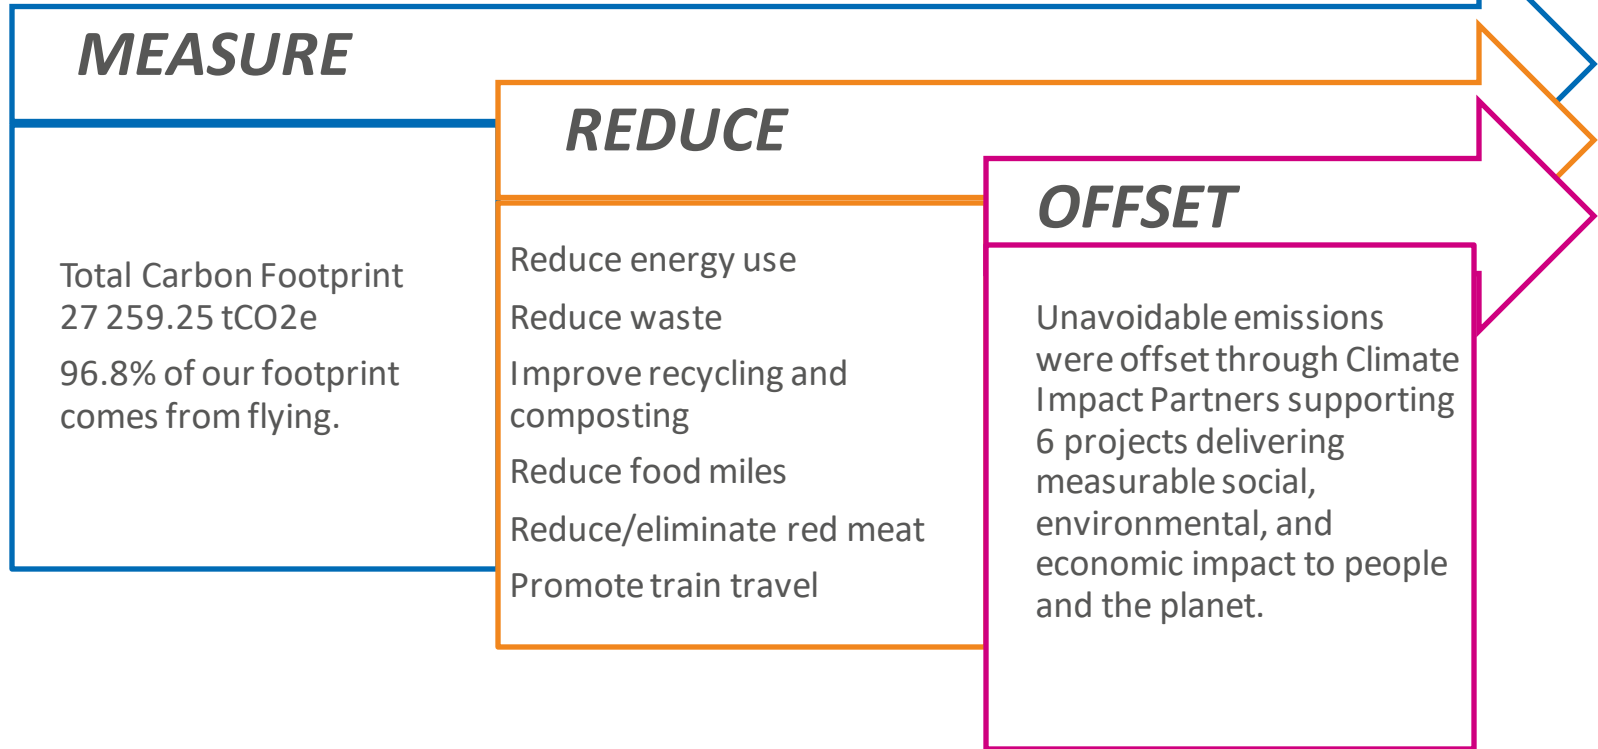 MEASURE
Total Carbon Footprint
27 259.25 tCO2e
96.8% of our footprint
comes from flying.
REDUCE
Reduce energy use
Reduce waste
Improve recycling and
composting
Reduce food miles
Reduce/eliminate red meat
Promote train travel
OFFSET
Unavoidable emissions
were offset through Climate
Impact Partners supporting
6 projects delivering
measurable social,
environmental, and
economic impact to people
and the planet.